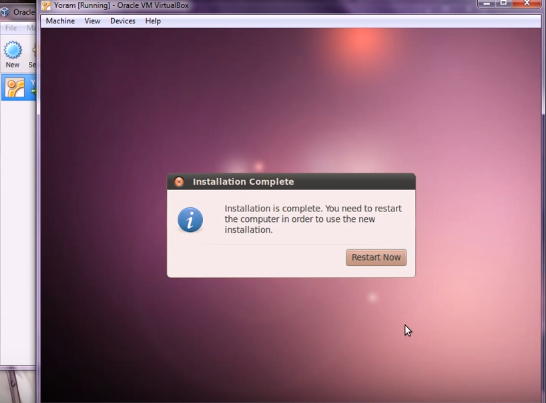 Oracle
Yoram [Running] - Oracle VM VirtualBox
File
Machine View Devices Help
New
Installation Complete
Installation is complete. You need to restart
the computer in order to use the new
installation.
Restart Now